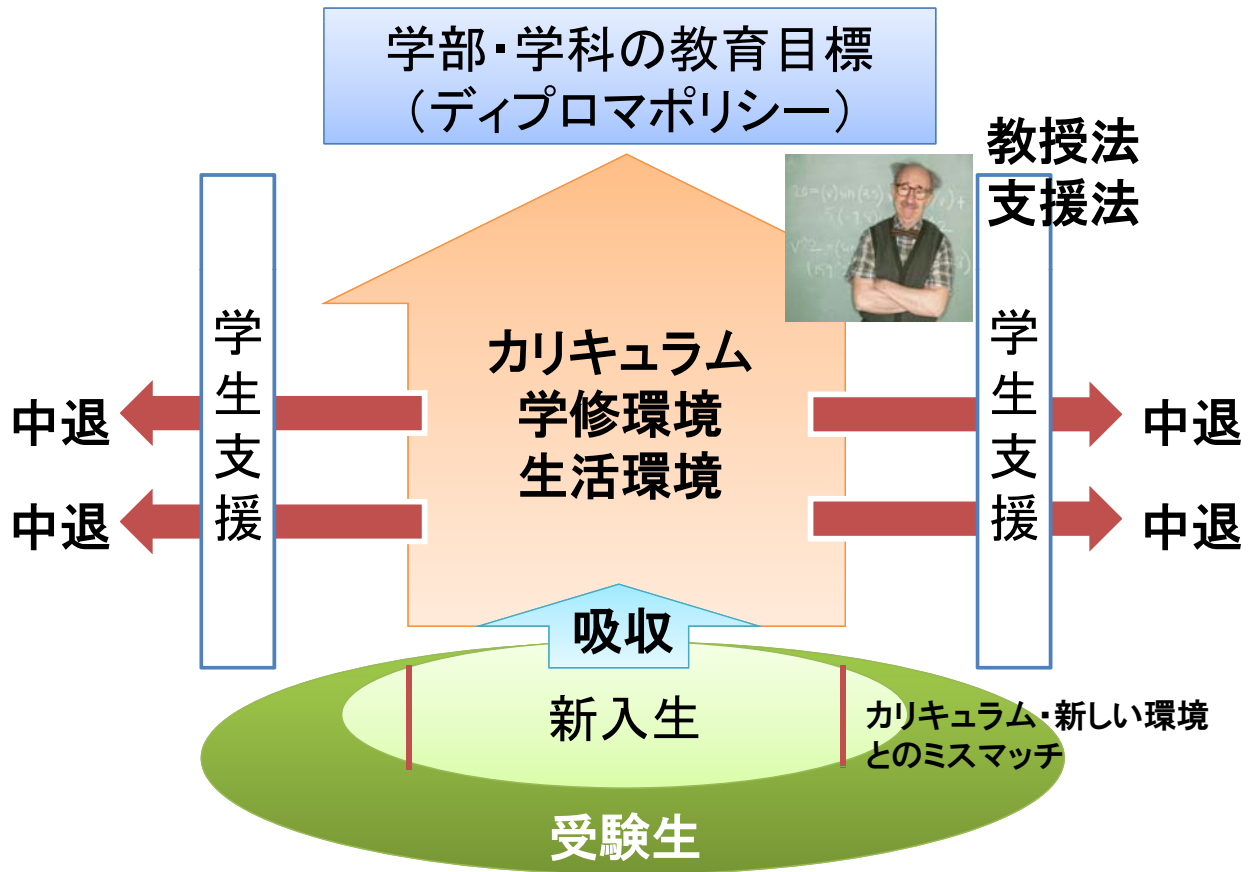 学部・学科の教育目標
（ディプロマポリシー）
教授法
支援法
学生支援
学生支援
カリキュラム
学修環境
生活環境
中退
中退
中退
中退
吸収
新入生
カリキュラム・新しい環境
とのミスマッチ
受験生